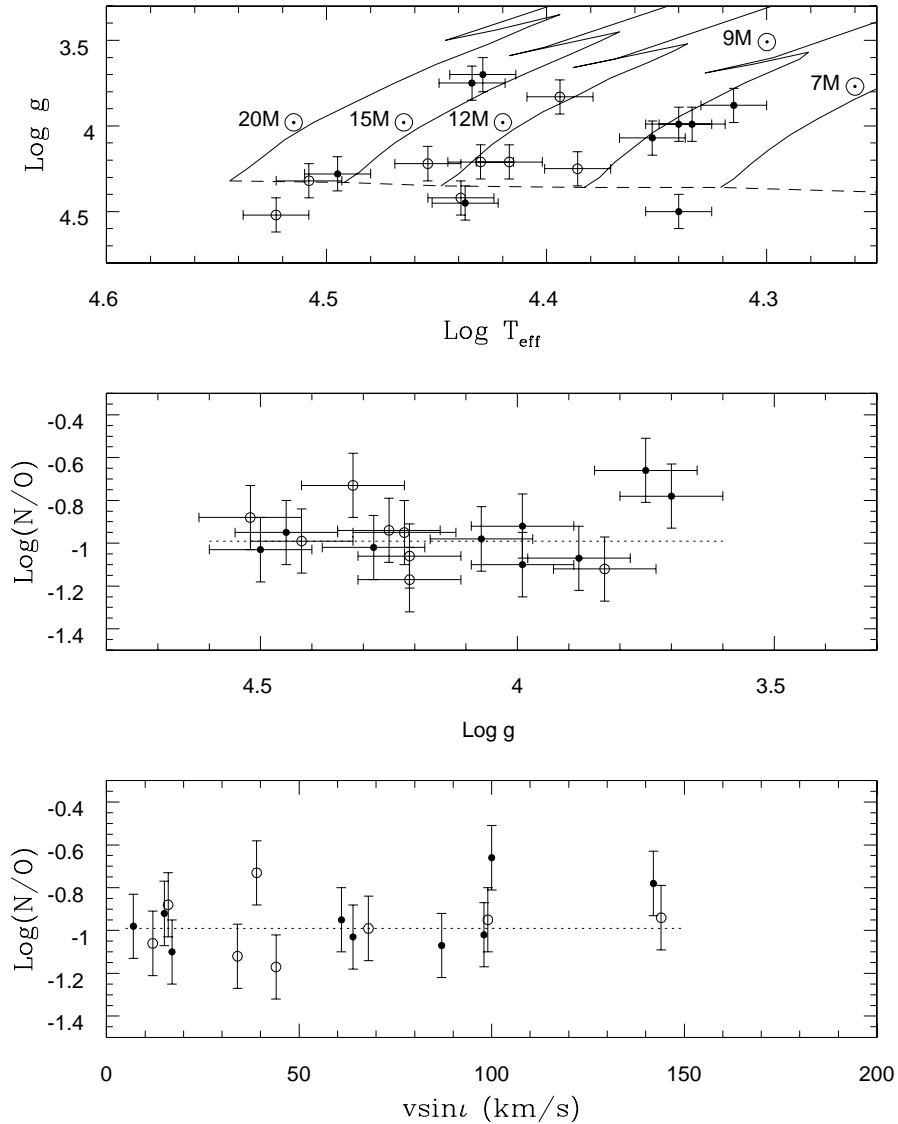 3.5
4
4.5
Log g
20M⊙
15M⊙
12M⊙
9M⊙
7M⊙
4.6
4.5
4.4
4.3
Log T_eff
-0.4
-0.6
-0.8
-1
-1.2
-1.4
Log(N/O)
4.5
4
3.5
Log g
-0.4
-0.6
-0.8
-1
-1.2
-1.4
Log(N/O)
0
50
100
150
200
vsinι (km/s)